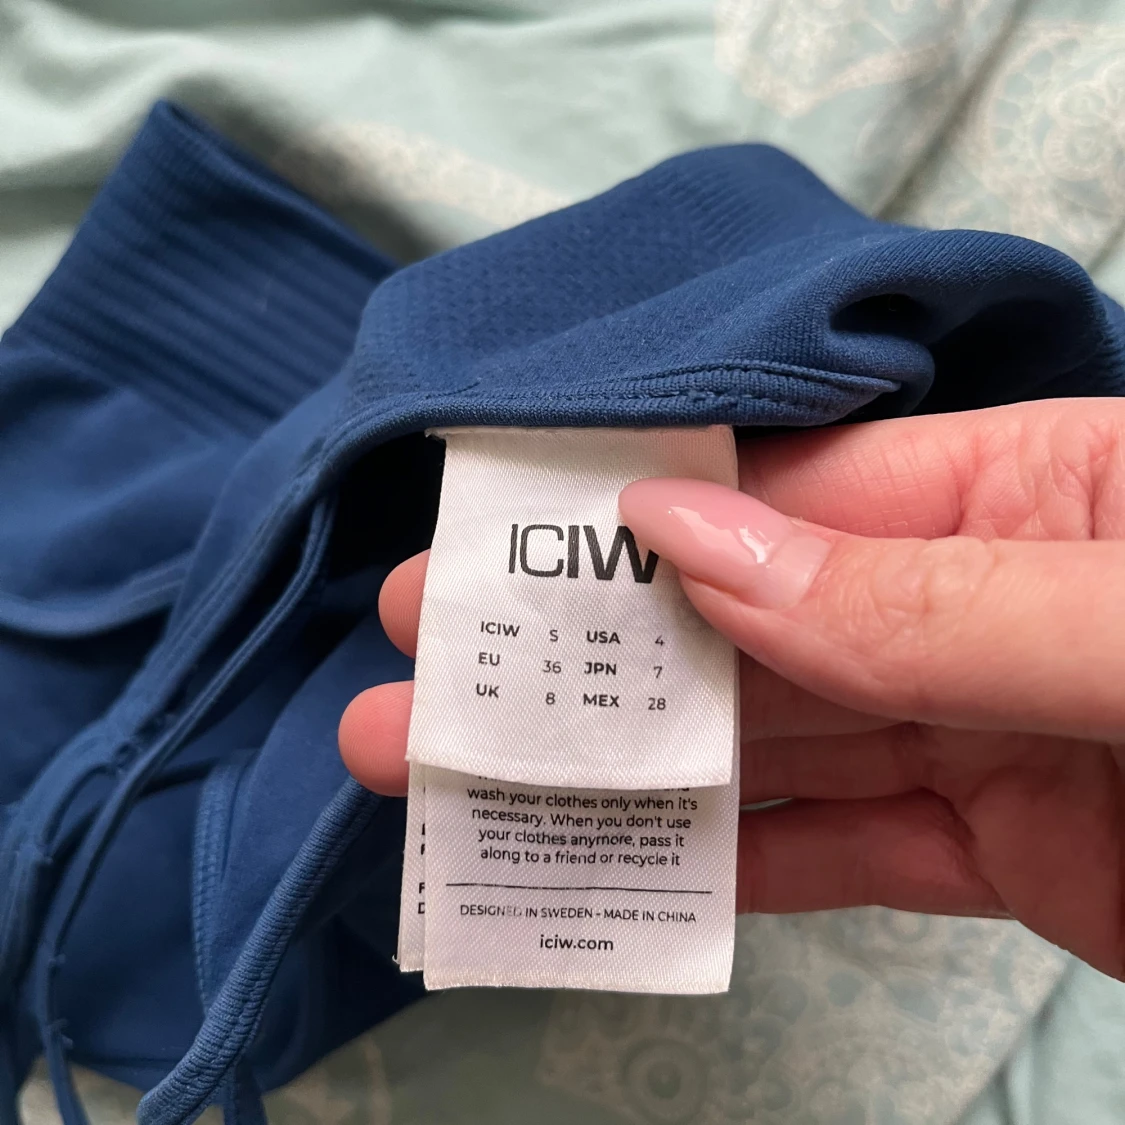 ICIW
ICIW S USA 4
EU 36 JPN 7
UK 8 MEX 28
wash your clothes only when it's
necessary. When you don't use
your clothes anymore, pass it
along to a friend or recycle it
DESIGNED IN SWEDEN - MADE IN CHINA
iciw.com